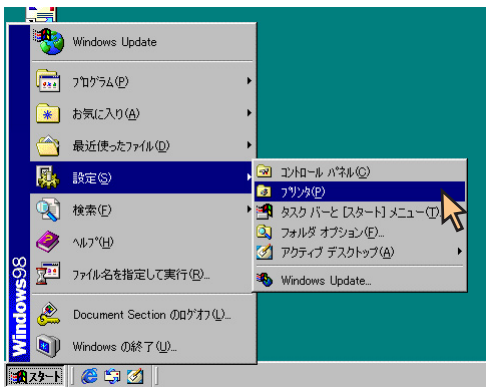 Windows Update
プログラム(P)
お気に入り(A)
最近使ったファイル(D)
設定(S)
検索(F)
ヘルプ(H)
ファイル名を指定して実行(R)...
Document Section のログオフ(L)...
Windows の終了(U)...
Windows98
コントロール パネル(C)
プリンタ(P)
タスク バーと [スタート] メニュー(T)
フォルダ オプション(F)...
アクティブ デスクトップ(A)
Windows Update...
スタート